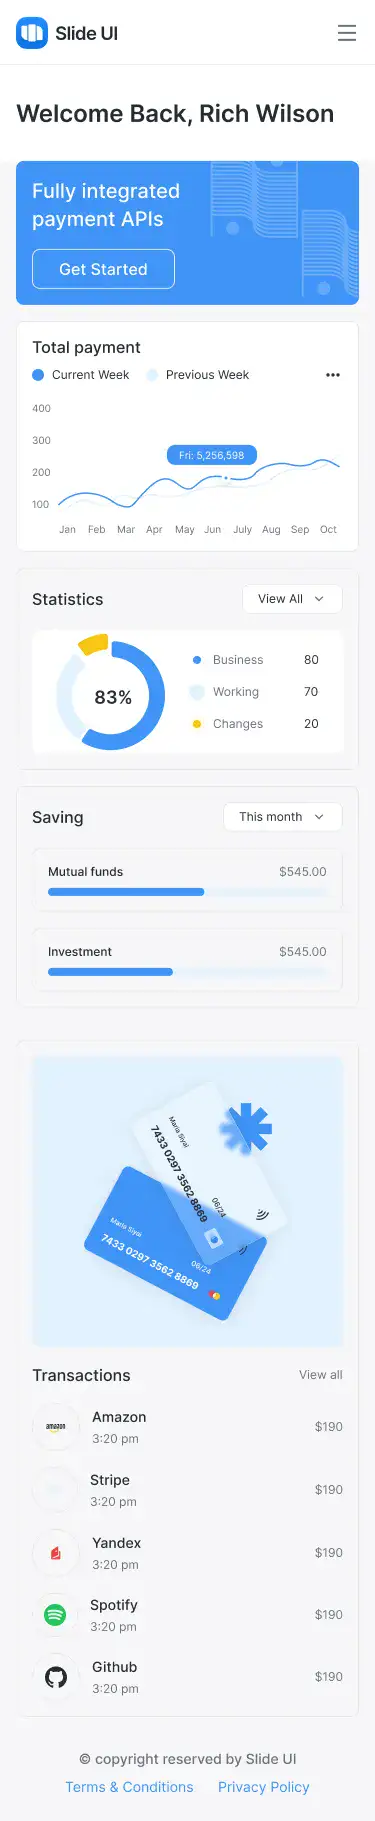 Slide UI
Welcome Back, Rich Wilson
Fully integrated
payment APIs
Get Started
Total payment
Current Week
Previous Week
400
300
200
100
Fri: 5,256,598
Jan Feb Mar Apr May Jun July Aug Sep Oct
Statistics
View All
83%
Business 80
Working 70
Changes 20
Saving
This month
Mutual funds $545.00
Investment $545.00
Maria Siyai
7433 0297 3562 8869
06/24
Maria Siyai
7433 0297 3562 8869
06/24
Transactions
View all
amazon
Amazon
3:20 pm
$190
Stripe
3:20 pm
$190
Yandex
3:20 pm
$190
Spotify
3:20 pm
$190
Github
3:20 pm
$190
© copyright reserved by Slide UI
Terms & Conditions Privacy Policy